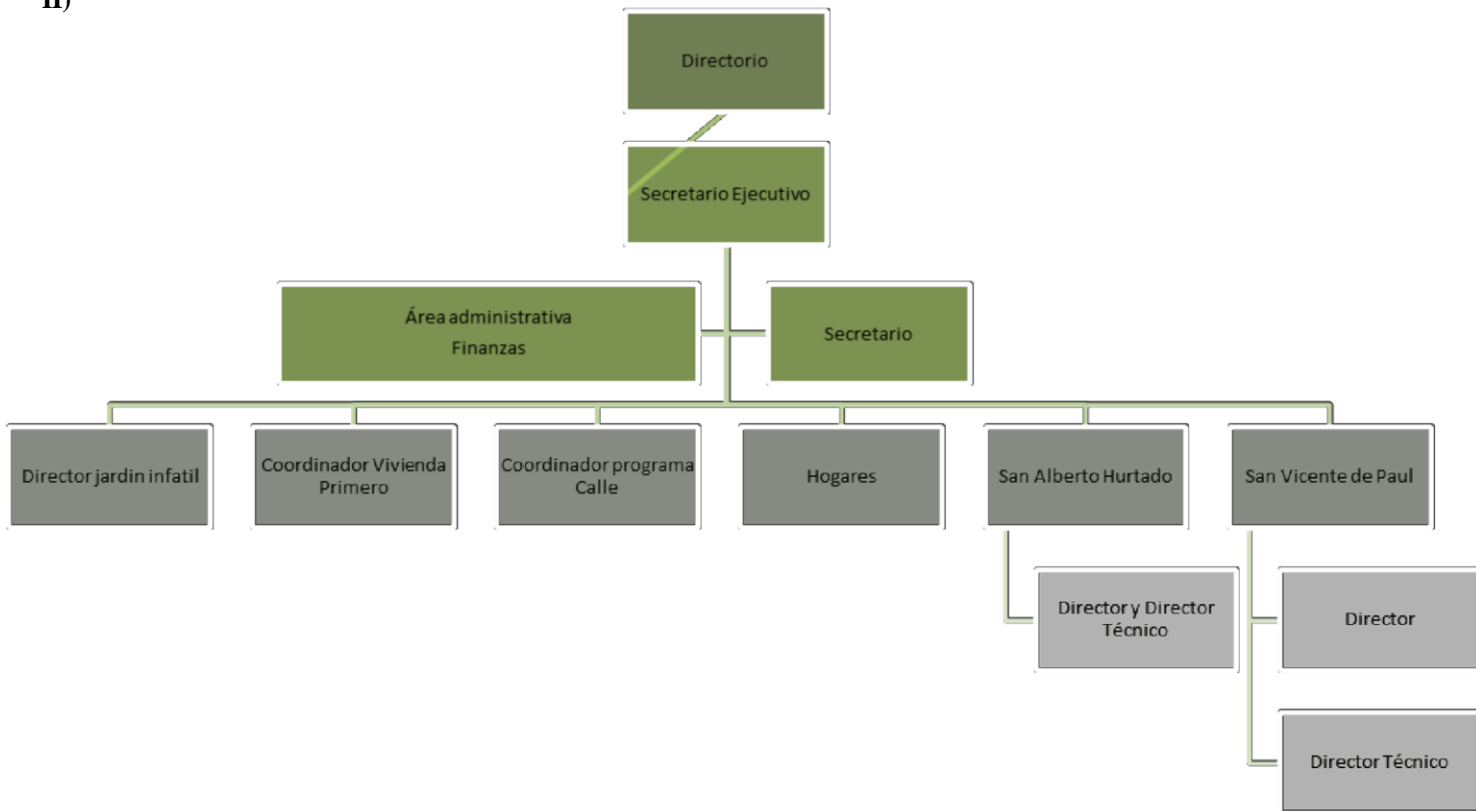 Directorio
Secretario Ejecutivo
Área administrativa
Finanzas
Secretario
Director jardin infatil
Coordinador Vivienda
Primero
Coordinador programa
Calle
Hogares
San Alberto Hurtado
San Vicente de Paul
Director y Director
Técnico
Director
Director Técnico